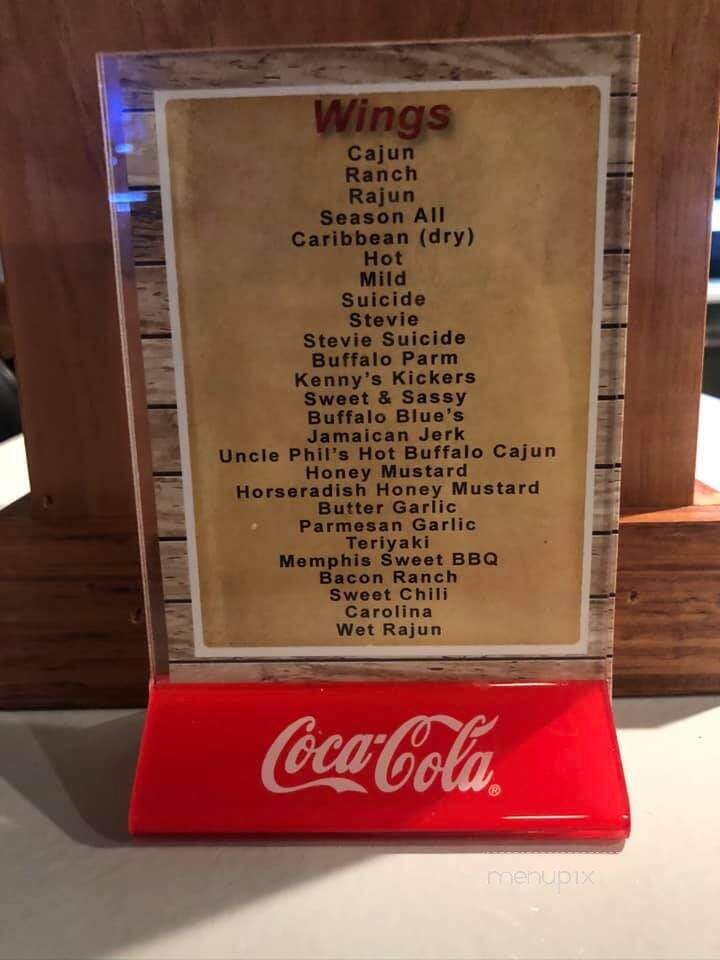 Wings
Cajun
Ranch
Rajun
Season All
Caribbean (dry)
Hot
Mild
Suicide
Stevie
Stevie Suicide
Buffalo Parm
Kenny's Kickers
Sweet & Sassy
Buffalo Blue's
Jamaican Jerk
Uncle Phil's Hot Buffalo Cajun
Honey Mustard
Horseradish Honey Mustard
Butter Garlic
Parmesan Garlic
Teriyaki
Memphis Sweet BBQ
Bacon Ranch
Sweet Chili
Carolina
Wet Rajun
Coca-Cola®
menupix